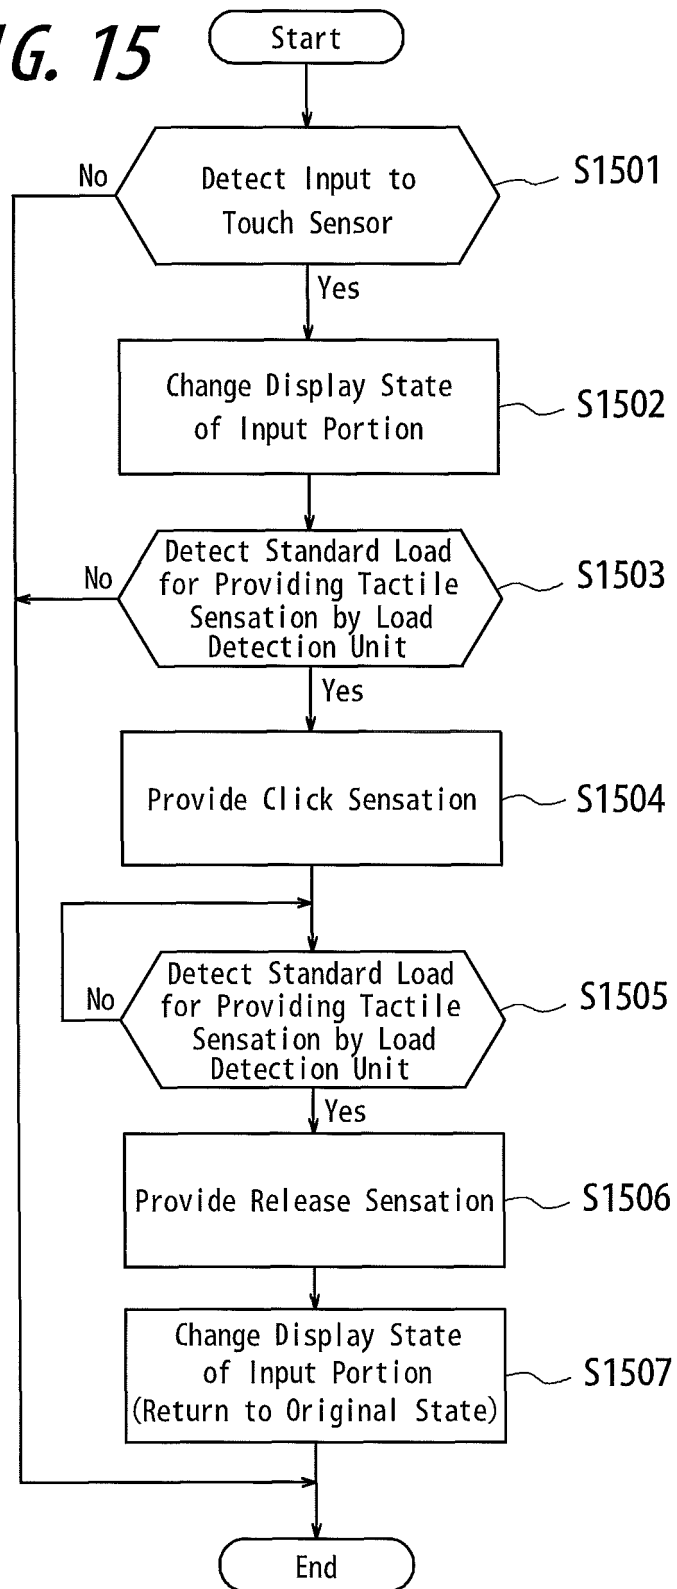 G. 15
Start
No
Detect Input to
Touch Sensor
S1501
Yes
Change Display State
of Input Portion
S1502
No
Detect Standard Load
for Providing Tactile
Sensation by Load
Detection Unit
S1503
Yes
Provide Click Sensation
S1504
No
Detect Standard Load
for Providing Tactile
Sensation by Load
Detection Unit
S1505
Yes
Provide Release Sensation
S1506
Change Display State
of Input Portion
(Return to Original State)
S1507
End